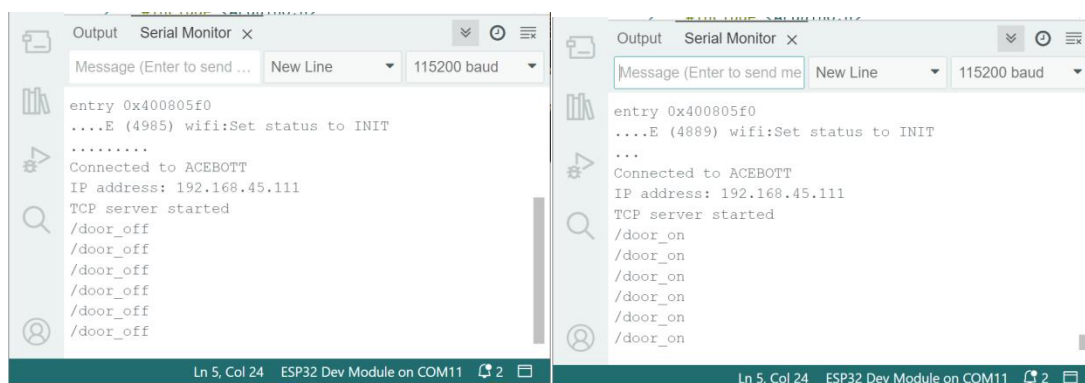 Output Serial Monitor ×
Message (Enter to send ... New Line 115200 baud
entry 0x400805f0
....E (4985) wifi:Set status to INIT
.........
Connected to ACEBOTT
IP address: 192.168.45.111
TCP server started
/door_off
/door_off
/door_off
/door_off
/door_off
/door_off
Ln 5, Col 24 ESP32 Dev Module on COM11 2
Output Serial Monitor ×
Message (Enter to send me New Line 115200 baud
entry 0x400805f0
....E (4889) wifi:Set status to INIT
...
Connected to ACEBOTT
IP address: 192.168.45.111
TCP server started
/door_on
/door_on
/door_on
/door_on
/door_on
/door_on
Ln 5, Col 24 ESP32 Dev Module on COM11 2